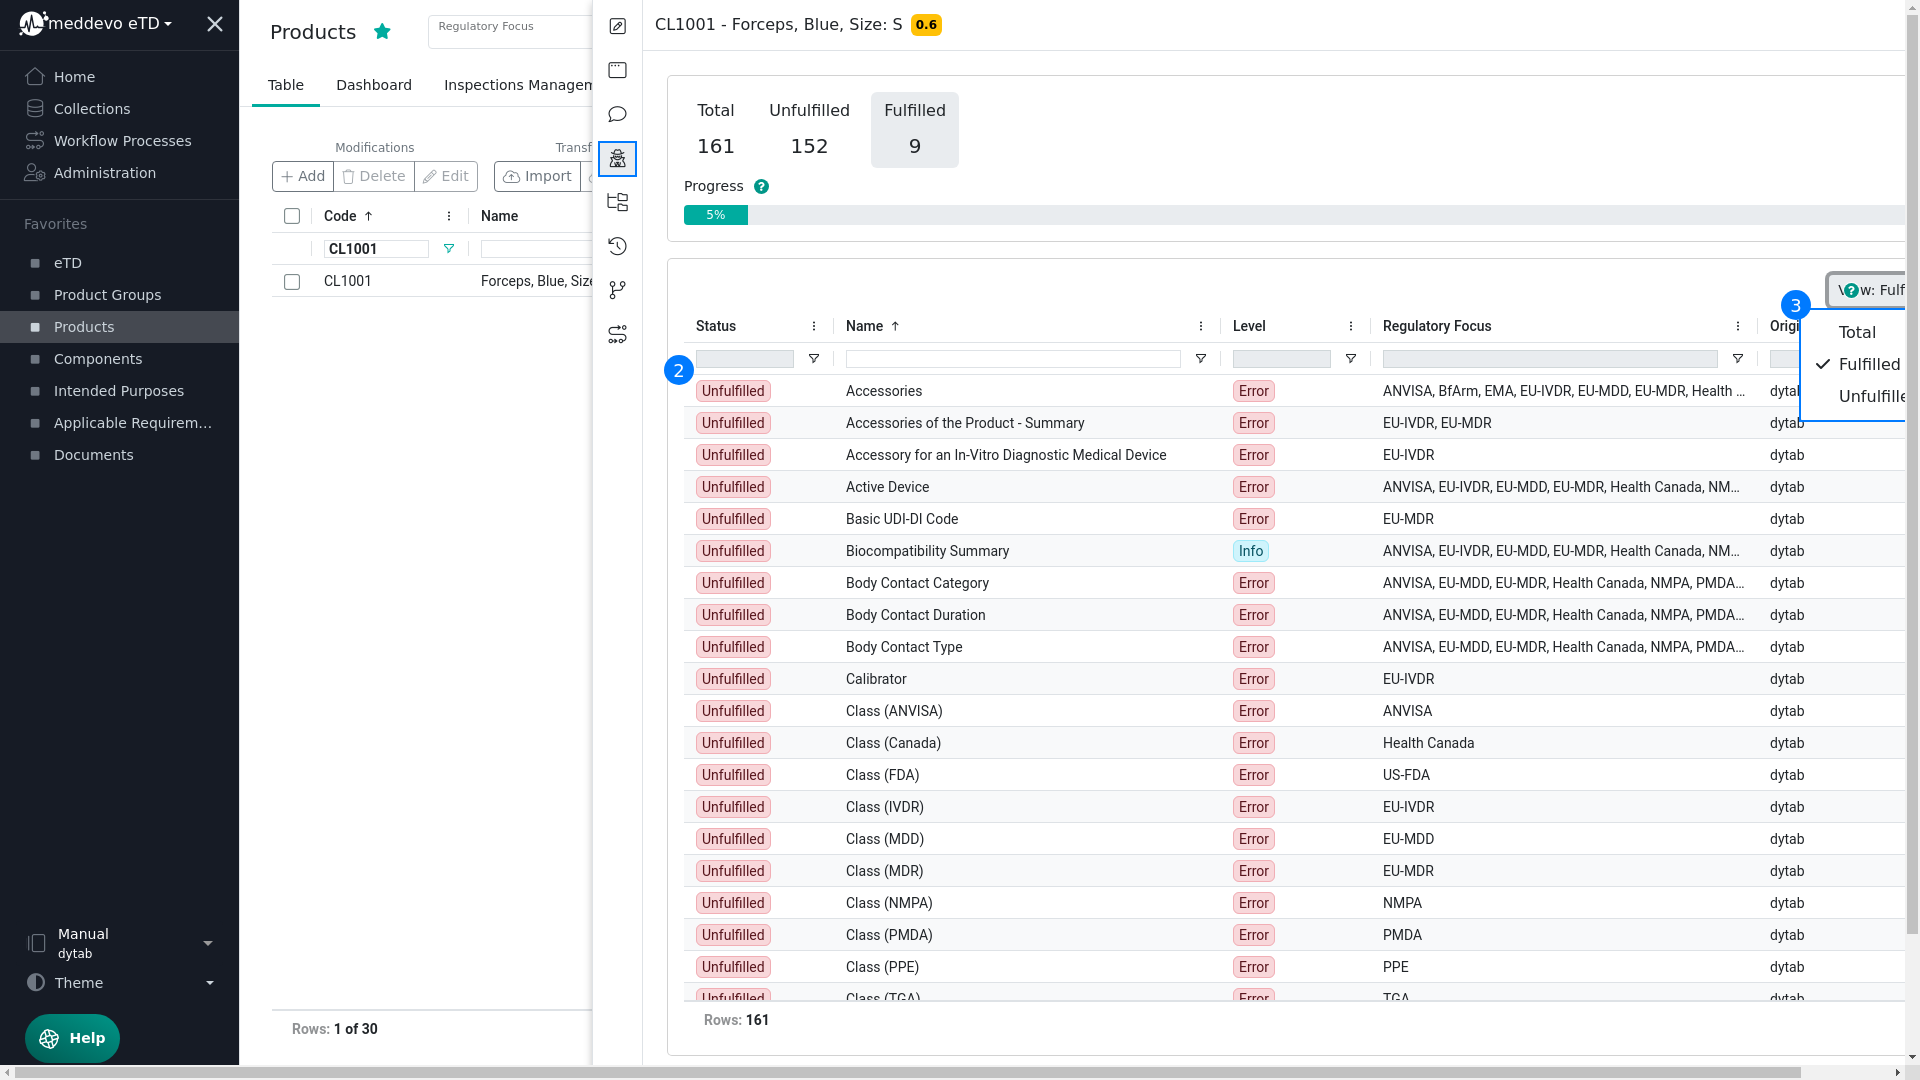 meddevo eTD
Home
Collections
Workflow Processes
Administration
Favorites
eTD
Product Groups
Products
Components
Intended Purposes
Applicable Requirem...
Documents
Manual
dytab
Theme
Help
Products
Regulatory Focus
Table
Dashboard
Inspections Managem
Modifications
Transf
Add
Delete
Edit
Import
Code
Name
CL1001
CL1001
Forceps, Blue, Size
Rows: 1 of 30
CL1001 - Forceps, Blue, Size: S 0.6
Total
Unfulfilled
Fulfilled
161
152
9
Progress ?
5%
View: Fulf
?
3
Total
Fulfilled
Unfulfille
2
Status Name Level Regulatory Focus Origi
Unfulfilled Accessories Error ANVISA, BfArm, EMA, EU-IVDR, EU-MDD, EU-MDR, Health ... dytab
Unfulfilled Accessories of the Product - Summary Error EU-IVDR, EU-MDR dytab
Unfulfilled Accessory for an In-Vitro Diagnostic Medical Device Error EU-IVDR dytab
Unfulfilled Active Device Error ANVISA, EU-IVDR, EU-MDD, EU-MDR, Health Canada, NM... dytab
Unfulfilled Basic UDI-DI Code Error EU-MDR dytab
Unfulfilled Biocompatibility Summary Info ANVISA, EU-IVDR, EU-MDD, EU-MDR, Health Canada, NM... dytab
Unfulfilled Body Contact Category Error ANVISA, EU-MDD, EU-MDR, Health Canada, NMPA, PMDA... dytab
Unfulfilled Body Contact Duration Error ANVISA, EU-MDD, EU-MDR, Health Canada, NMPA, PMDA... dytab
Unfulfilled Body Contact Type Error ANVISA, EU-MDD, EU-MDR, Health Canada, NMPA, PMDA... dytab
Unfulfilled Calibrator Error EU-IVDR dytab
Unfulfilled Class (ANVISA) Error ANVISA dytab
Unfulfilled Class (Canada) Error Health Canada dytab
Unfulfilled Class (FDA) Error US-FDA dytab
Unfulfilled Class (IVDR) Error EU-IVDR dytab
Unfulfilled Class (MDD) Error EU-MDD dytab
Unfulfilled Class (MDR) Error EU-MDR dytab
Unfulfilled Class (NMPA) Error NMPA dytab
Unfulfilled Class (PMDA) Error PMDA dytab
Unfulfilled Class (PPE) Error PPE dytab
Unfulfilled Class (TGA) Error TGA dytab
Rows: 161